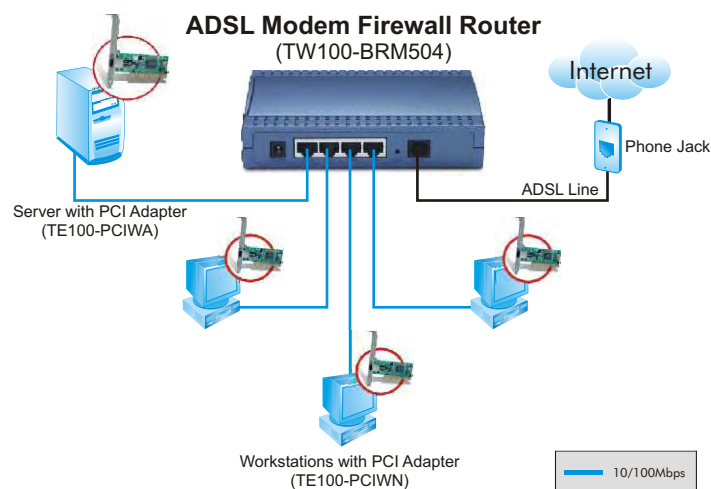 ADSL Modem Firewall Router
(TW100-BRM504)
Internet
Phone Jack
ADSL Line
Server with PCI Adapter
(TE100-PCIWA)
Workstations with PCI Adapter
(TE100-PCIWN)
10/100Mbps